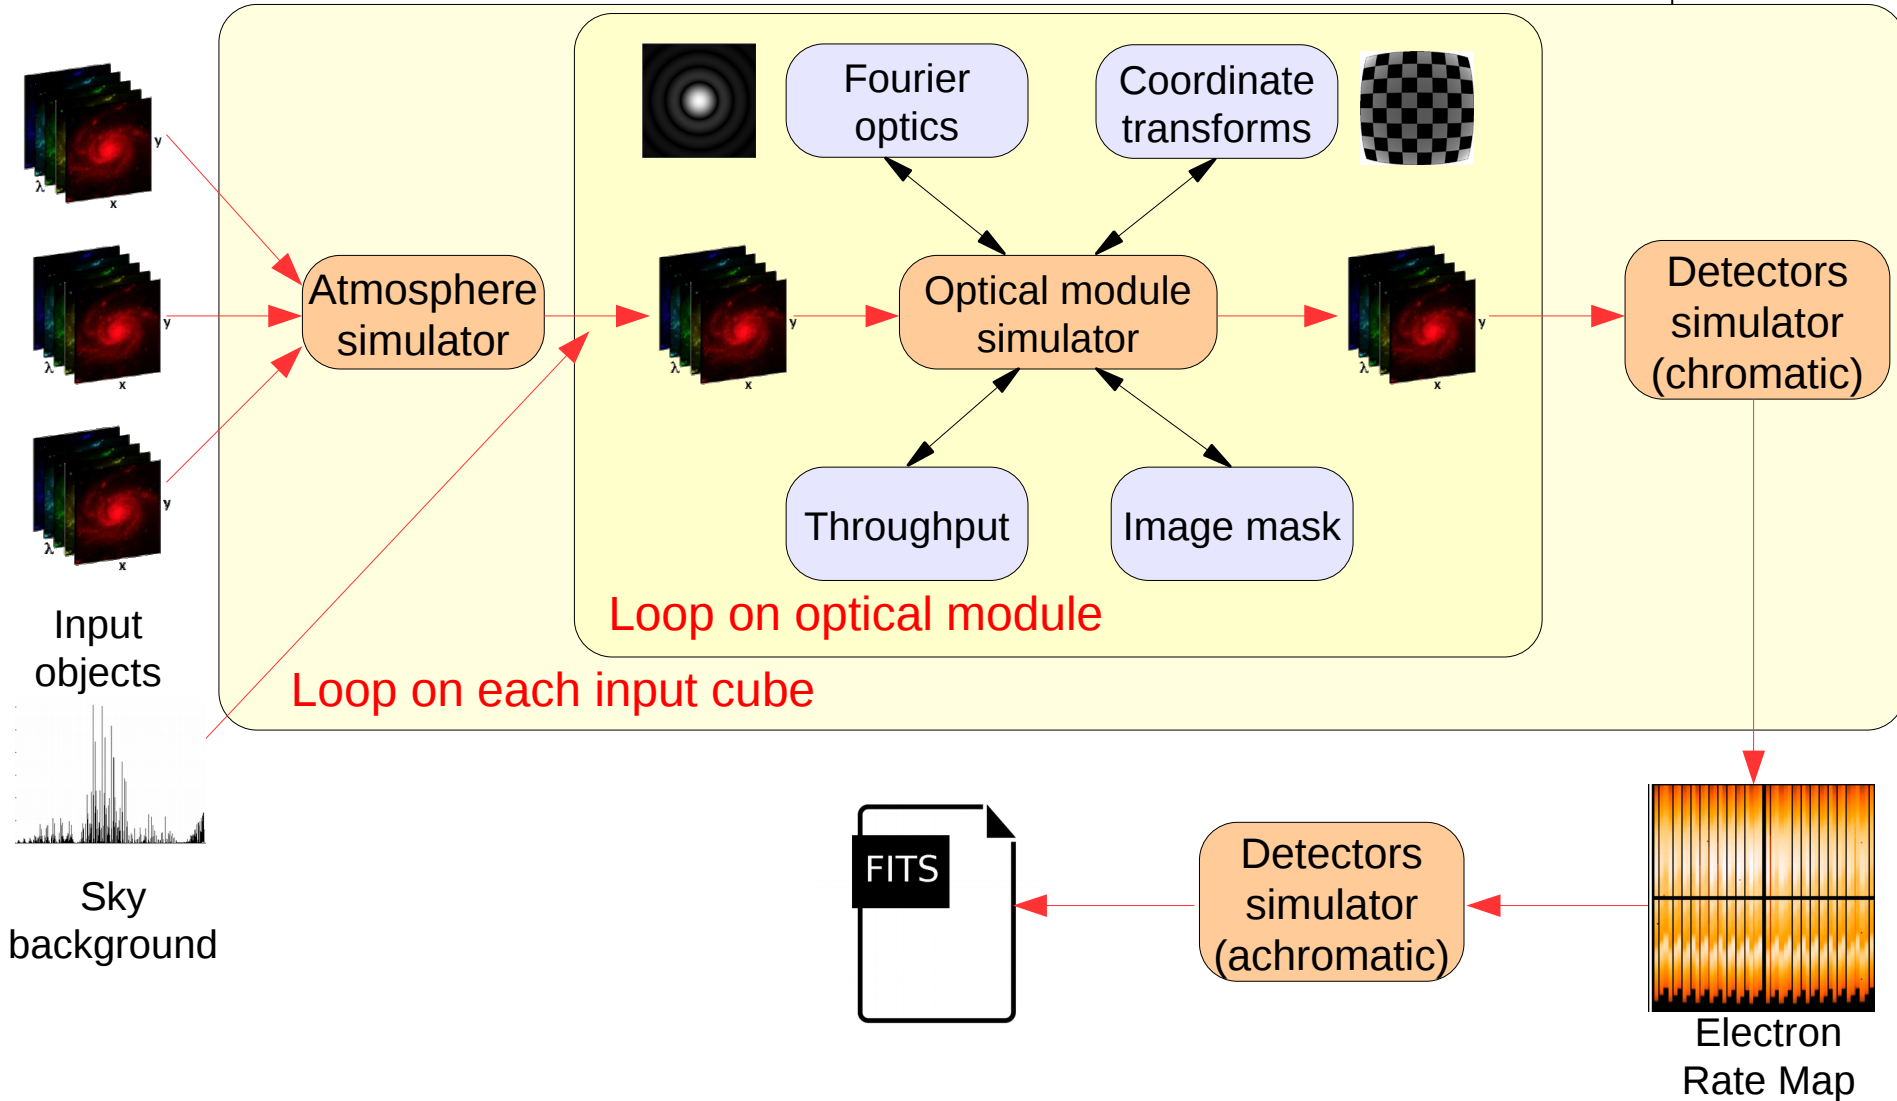 Fourier
optics
Coordinate
transforms
y
λ
x
y
λ
x
y
λ
x
Atmosphere
simulator
y
λ
x
Optical module
simulator
y
λ
x
Detectors
simulator
(chromatic)
Throughput
Image mask
Loop on optical module
Loop on each input cube
Input
objects
Sky
background
FITS
Detectors
simulator
(achromatic)
Electron
Rate Map